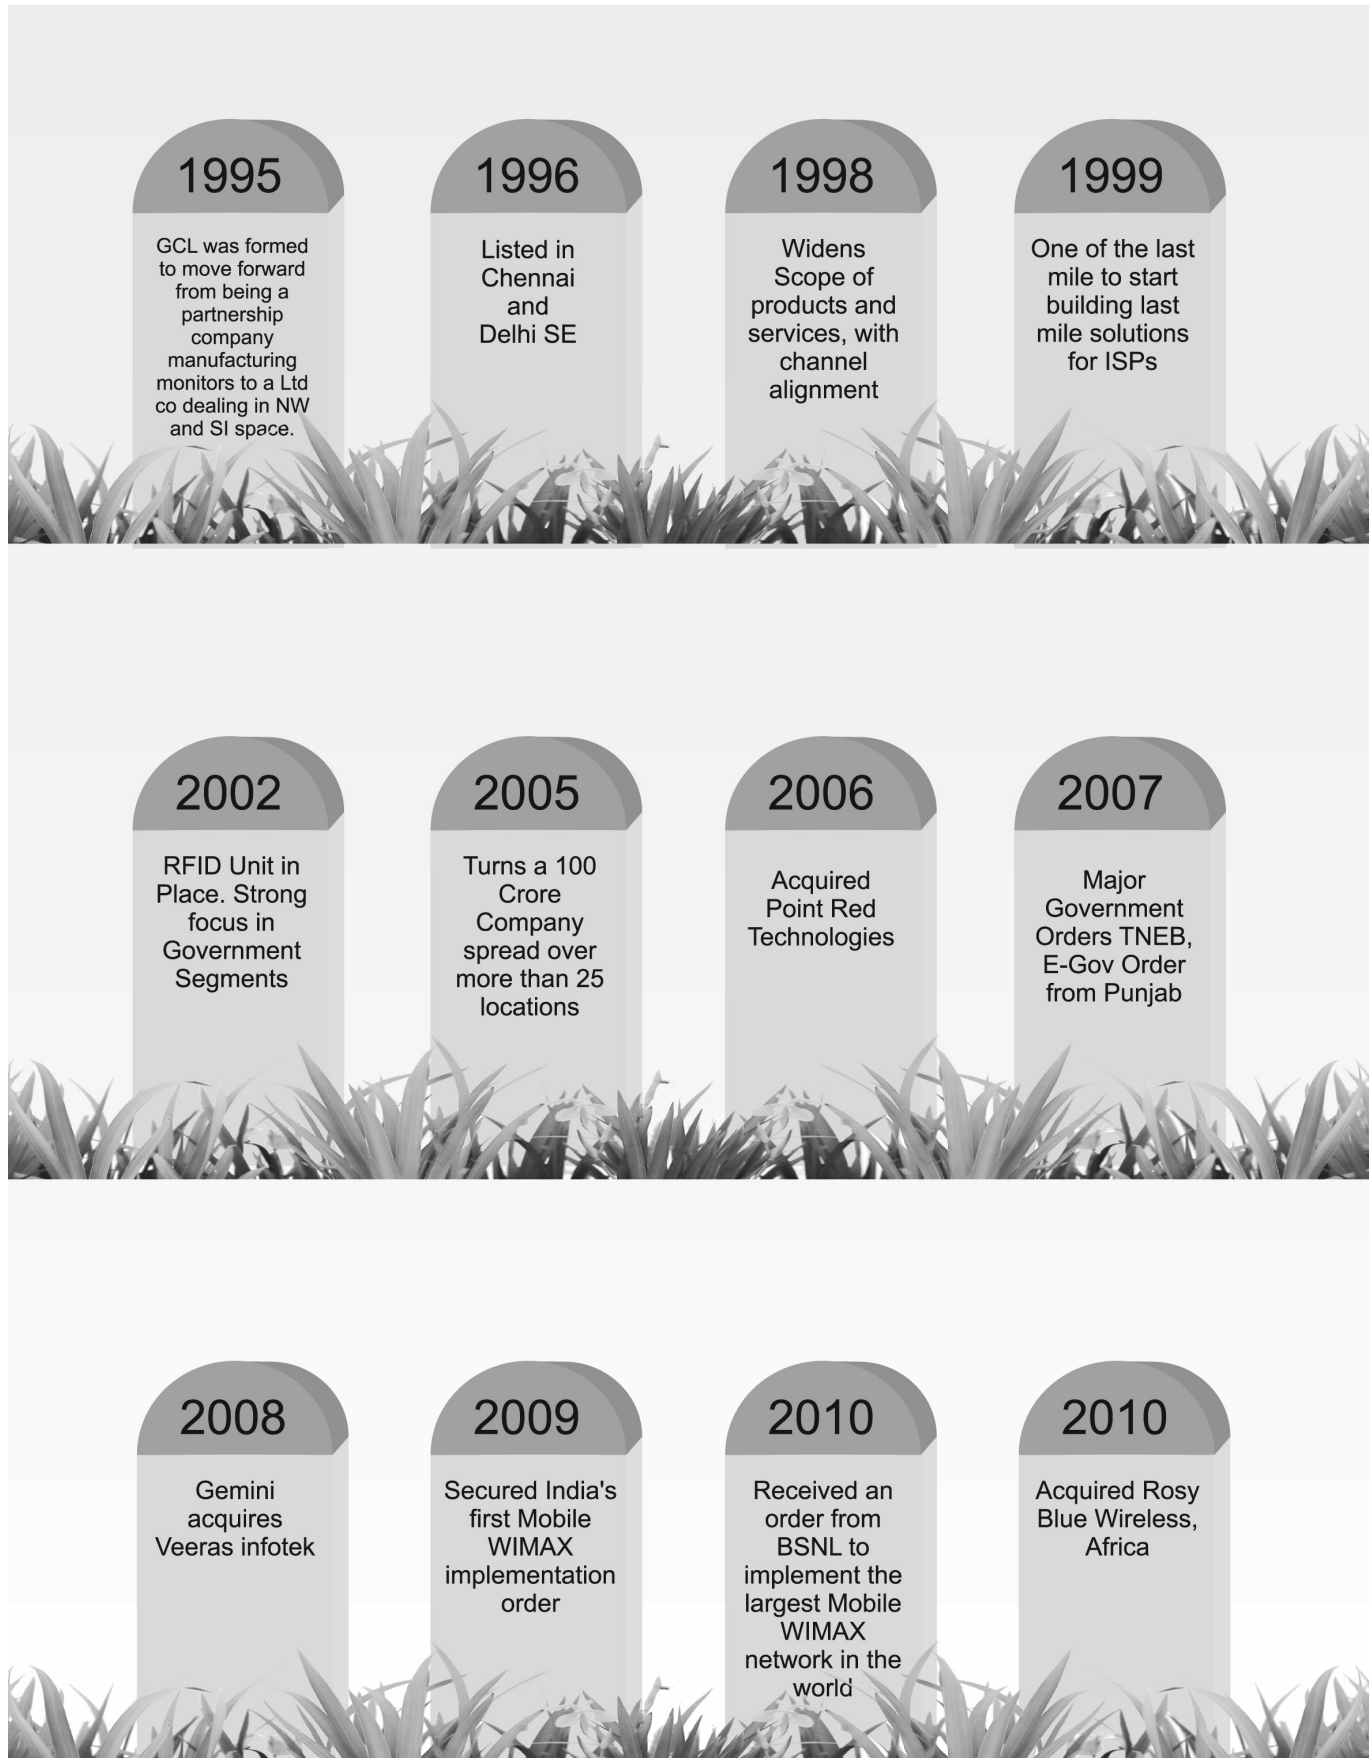 1995
GCL was formed
to move forward
from being a
partnership
company
manufacturing
monitors to a Ltd
co dealing in NW
and SI space.
1996
Listed in
Chennai
and
Delhi SE
1998
Widens
Scope of
products and
services, with
channel
alignment
1999
One of the last
mile to start
building last
mile solutions
for ISPs
2002
RFID Unit in
Place. Strong
focus in
Government
Segments
2005
Turns a 100
Crore
Company
spread over
more than 25
locations
2006
Acquired
Point Red
Technologies
2007
Major
Government
Orders TNEB,
E-Gov Order
from Punjab
2008
Gemini
acquires
Veeras infotek
2009
Secured India's
first Mobile
WIMAX
implementation
order
2010
Received an
order from
BSNL to
implement the
largest Mobile
WIMAX
network in the
world
2010
Acquired Rosy
Blue Wireless,
Africa